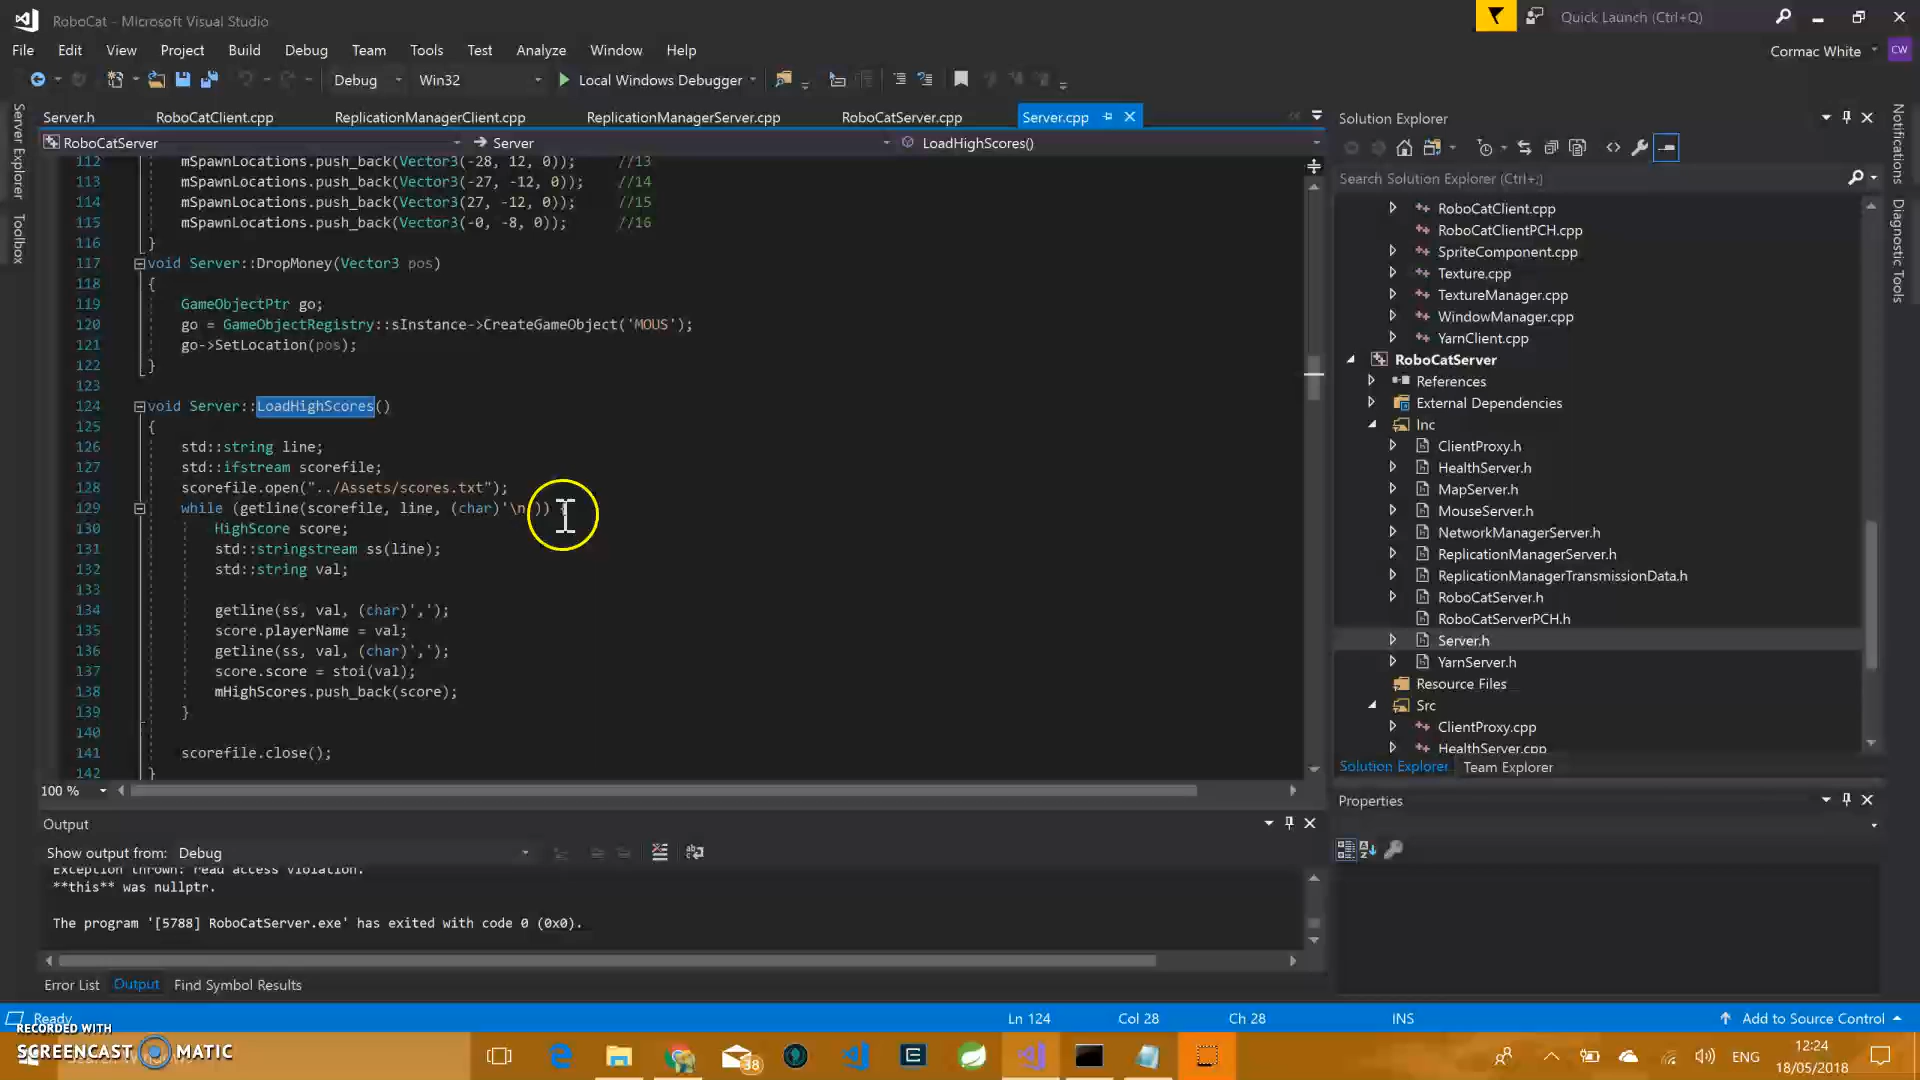 RoboCat - Microsoft Visual Studio
Quick Launch (Ctrl+Q)
File Edit View Project Build Debug Team Tools Test Analyze Window Help
Cormac White CW
Debug Win32 Local Windows Debugger
Server Explorer
Toolbox
Server.h RoboCatClient.cpp ReplicationManagerClient.cpp ReplicationManagerServer.cpp RoboCatServer.cpp Server.cpp
RoboCatServer Server LoadHighScores()
112 mSpawnLocations.push_back(Vector3(-28, 12, 0)); //13
113 mSpawnLocations.push_back(Vector3(-27, -12, 0)); //14
114 mSpawnLocations.push_back(Vector3(27, -12, 0)); //15
115 mSpawnLocations.push_back(Vector3(-0, -8, 0)); //16
116 }
117 void Server::DropMoney(Vector3 pos)
118 {
119 GameObjectPtr go;
120 go = GameObjectRegistry::sInstance->CreateGameObject('MOUS');
121 go->SetLocation(pos);
122 }
123
124 void Server::LoadHighScores()
125 {
126 std::string line;
127 std::ifstream scorefile;
128 scorefile.open("../Assets/scores.txt");
129 while (getline(scorefile, line, (char)'\n')) {
130 HighScore score;
131 std::stringstream ss(line);
132 std::string val;
133
134 getline(ss, val, (char)',');
135 score.playerName = val;
136 getline(ss, val, (char)',');
137 score.score = stoi(val);
138 mHighScores.push_back(score);
139 }
140
141 scorefile.close();
142 }
100 %
Output
Show output from: Debug
Exception thrown: read access violation.
**this** was nullptr.
The program '[5788] RoboCatServer.exe' has exited with code 0 (0x0).
Error List Output Find Symbol Results
Solution Explorer
Search Solution Explorer (Ctrl+;)
RoboCatClient.cpp
RoboCatClientPCH.cpp
SpriteComponent.cpp
Texture.cpp
TextureManager.cpp
WindowManager.cpp
YarnClient.cpp
RoboCatServer
References
External Dependencies
Inc
ClientProxy.h
HealthServer.h
MapServer.h
MouseServer.h
NetworkManagerServer.h
ReplicationManagerServer.h
ReplicationManagerTransmissionData.h
RoboCatServer.h
RoboCatServerPCH.h
Server.h
YarnServer.h
Resource Files
Src
ClientProxy.cpp
HealthServer.cpp
Solution Explorer Team Explorer
Properties
Notifications
Diagnostic Tools
Ready Ln 124 Col 28 Ch 28 INS Add to Source Control
RECORDED WITH
SCREENCAST MATIC
38
ENG
12:24
18/05/2018